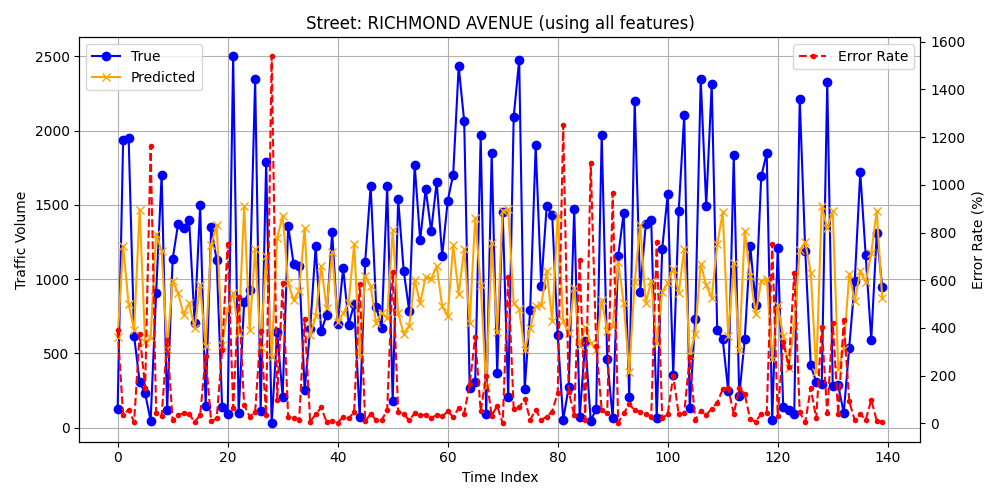 Street: RICHMOND AVENUE (using all features)
True
Predicted
Error Rate
Traffic Volume
2500
2000
1500
1000
500
0
Error Rate (%)
1600
1400
1200
1000
800
600
400
200
0
0 20 40 60 80 100 120 140
Time Index